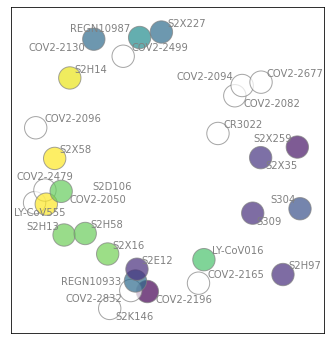 S2X227
REGN10987
COV2-2130
COV2-2499
S2H14
COV2-2094
COV2-2677
COV2-2082
COV2-2096
CR3022
S2X259
S2X58
S2X35
COV2-2479
S2D106
COV2-2050
S304
LY-CoV555
S309
S2H13
S2H58
S2X16
LY-CoV016
S2E12
S2H97
COV2-2165
REGN10933
COV2-2832
COV2-2196
S2K146